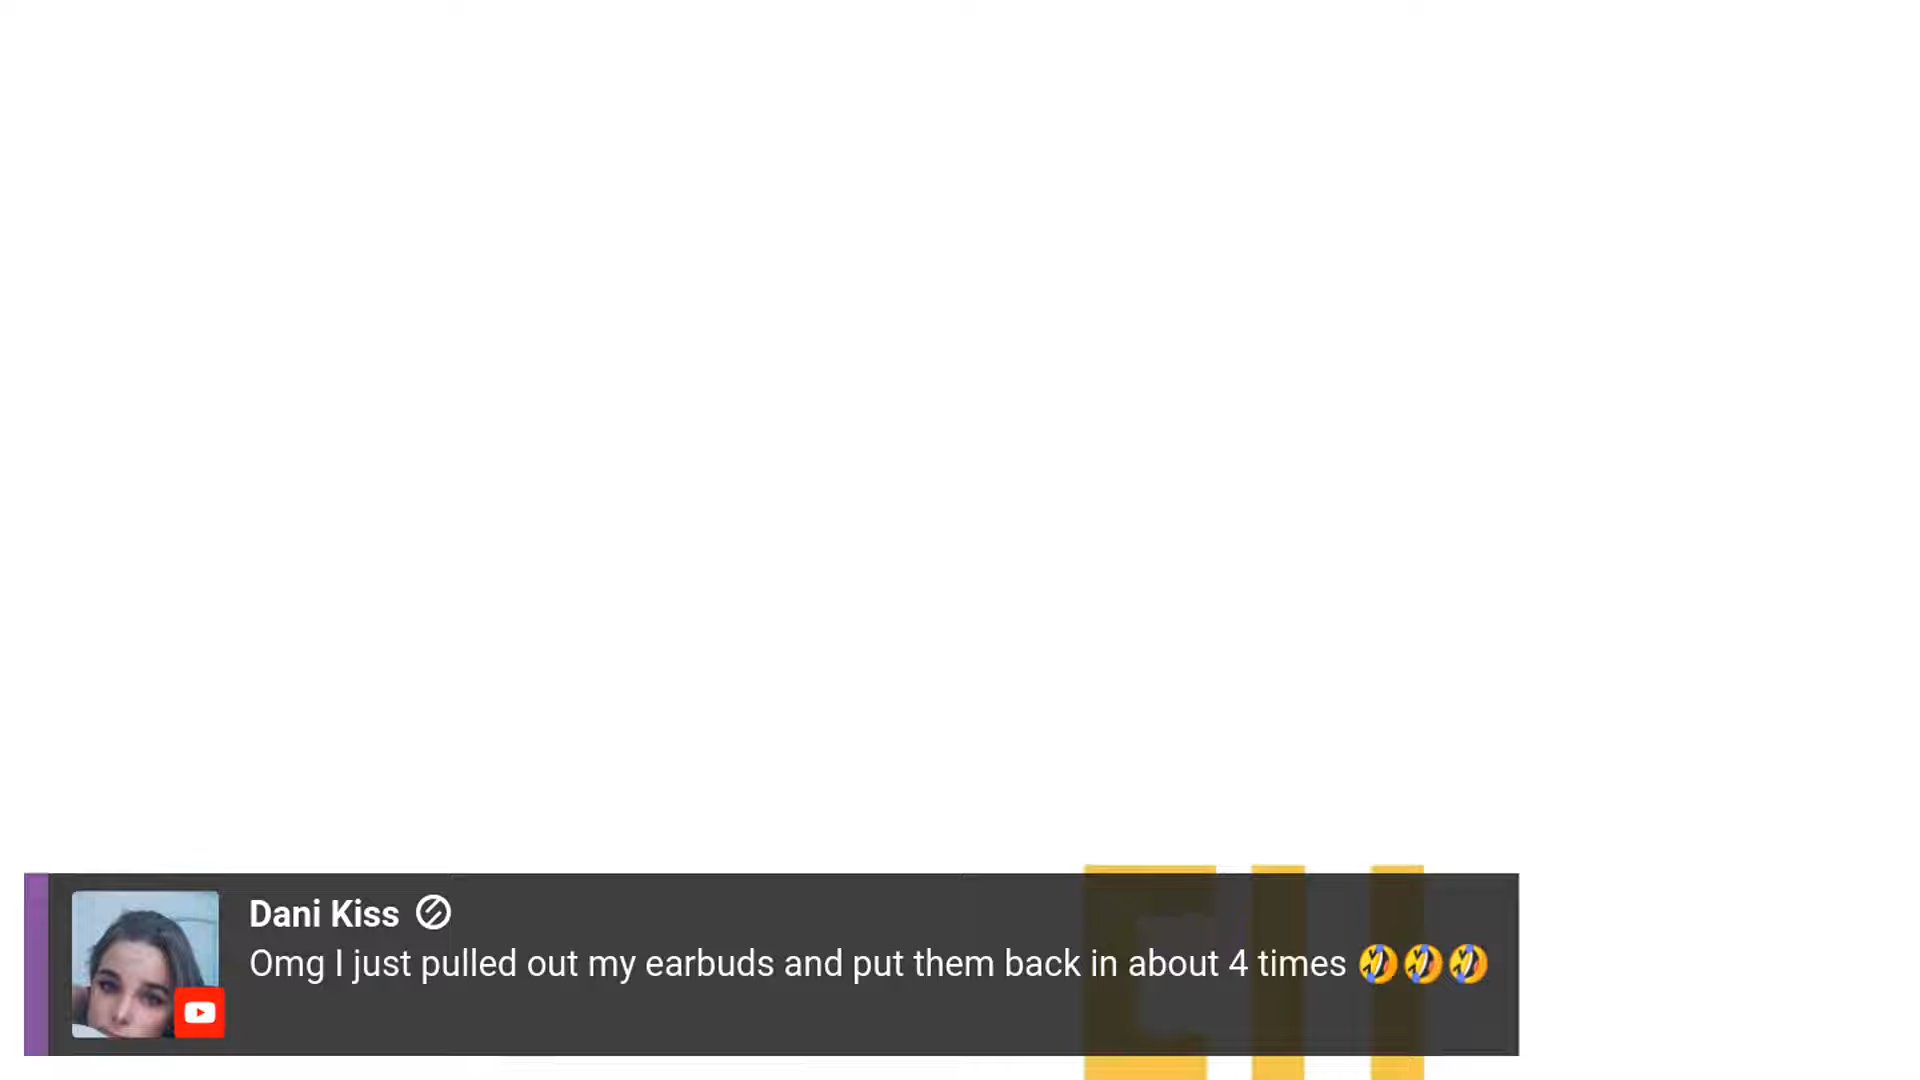 Dani Kiss
Omg I just pulled out my earbuds and put them back in about 4 times 🤣🤣🤣